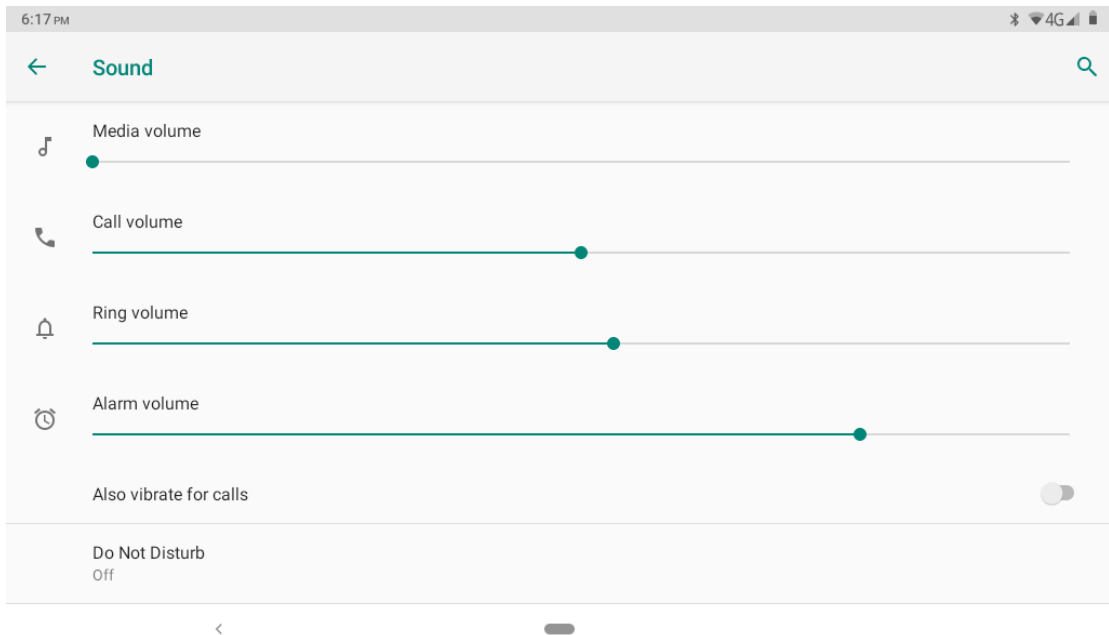 6:17 PM
4G
Sound
Media volume
Call volume
Ring volume
Alarm volume
Also vibrate for calls
Do Not Disturb
Off